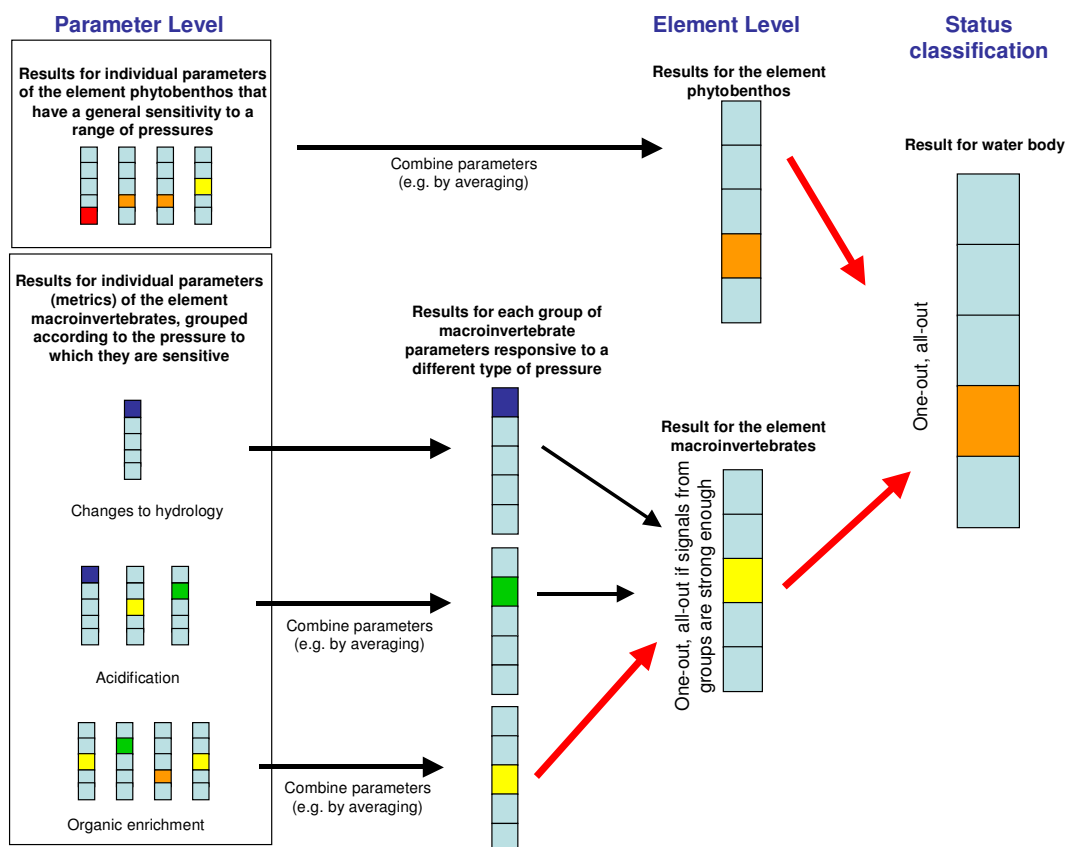 Parameter Level
Element Level
Status
classification
Results for individual parameters
of the element phytobenthos that
have a general sensitivity to a
range of pressures
Combine parameters
(e.g. by averaging)
Results for the element
phytobenthos
Result for water body
One-out, all-out
Results for individual parameters
(metrics) of the element
macroinvertebrates, grouped
according to the pressure to
which they are sensitive
Results for each group of
macroinvertebrate
parameters responsive to a
different type of pressure
Changes to hydrology
Result for the element
macroinvertebrates
One-out, all-out if signals from
groups are strong enough
Acidification
Combine parameters
(e.g. by averaging)
Organic enrichment
Combine parameters
(e.g. by averaging)